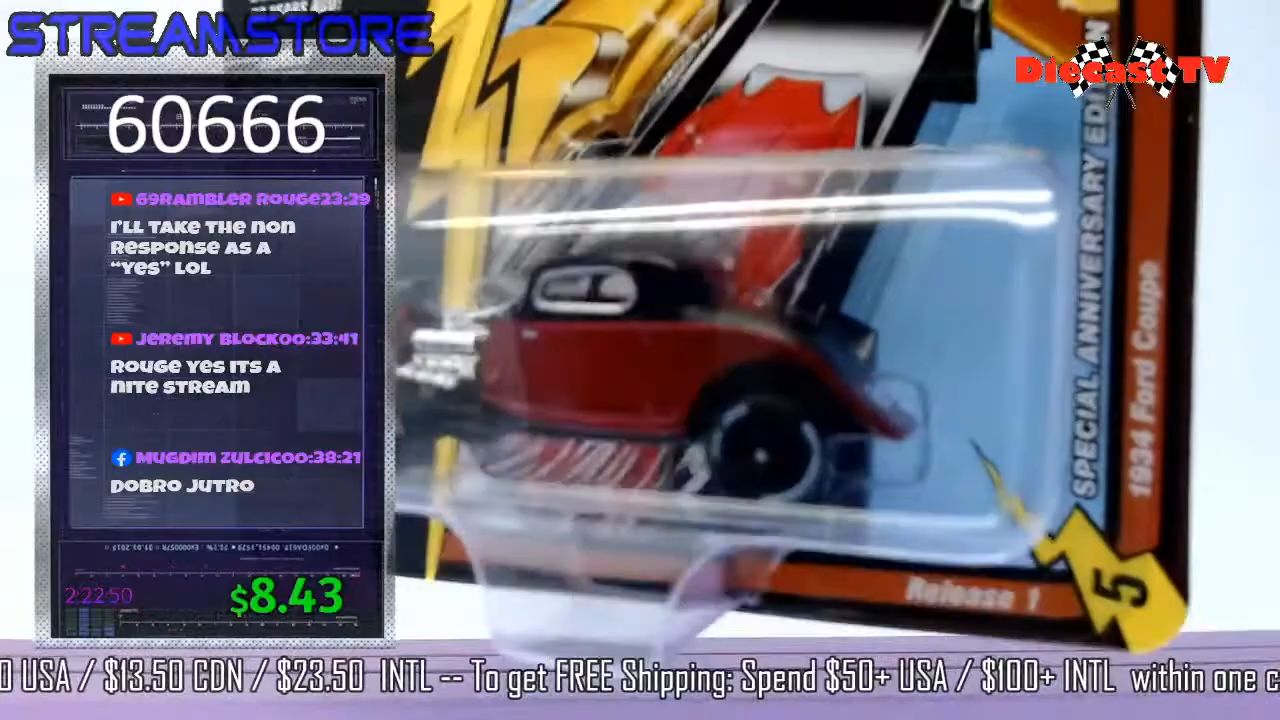 STREAMSTORE
Diecast TV
60666
69Rambler Rouge23:29
I'll take the non
response as a
“yes” LOL
Jeremy Block00:33:41
Rouge yes its a
nite stream
Mugdim Zulcic00:38:21
Dobro jutro
2:22:50
$8.43
SPECIAL ANNIVERSARY EDITION
1934 Ford Coupe
Release 1
5
0 USA / $13.50 CDN / $23.50 INTL -- To get FREE Shipping: Spend $50+ USA / $100+ INTL within one c